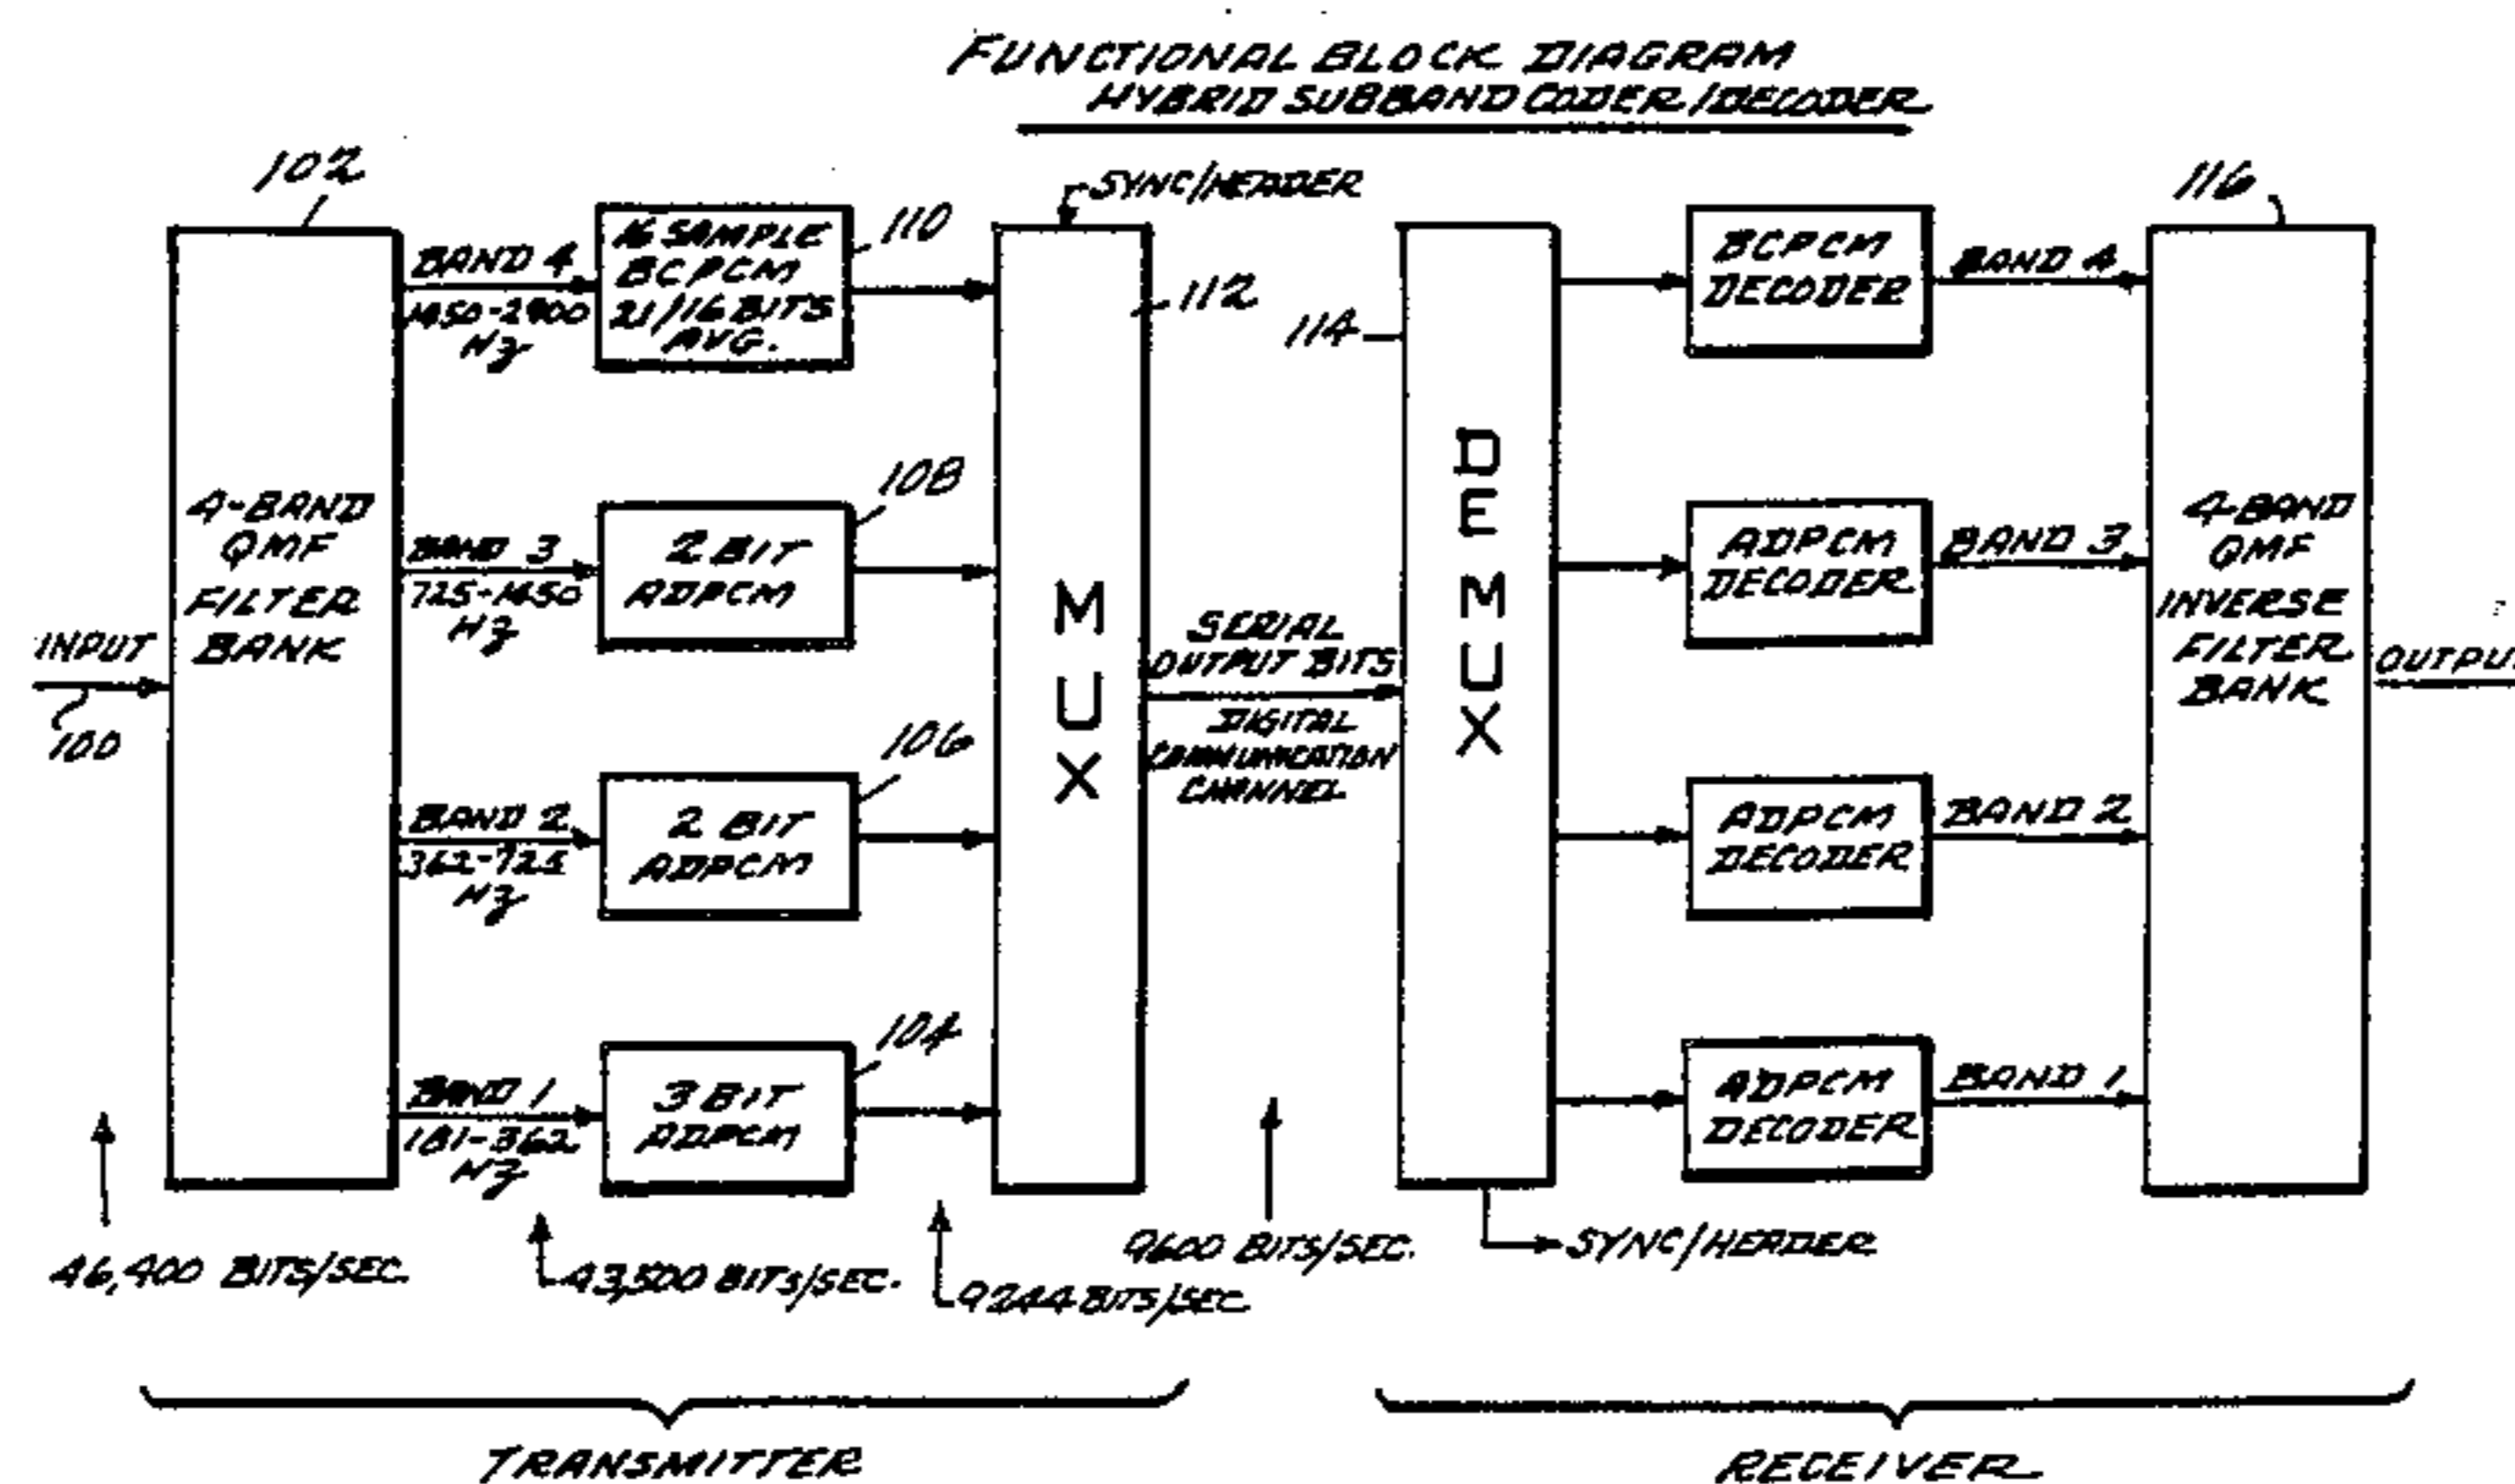 FUNCTIONAL BLOCK DIAGRAM
HYBRID SUBBAND CODER/DECODER
102
110
SYNC/HEADER
112
114
116
BAND 4
1450-2900
Hz
16 SAMPLE
BCPCM
21/16 BITS
AVG.
BCPCM
DECODER
BAND 4
4-BAND
QMF
FILTER
BANK
BAND 3
725-1450
Hz
2 BIT
ADPCM
108
MUX
DEMUX
ADPCM
DECODER
BAND 3
4-BAND
QMF
INVERSE
FILTER
BANK
INPUT
100
SERIAL
OUTPUT BITS
DIGITAL
COMMUNICATION
CHANNEL
OUTPUT
BAND 2
362-725
Hz
2 BIT
ADPCM
106
ADPCM
DECODER
BAND 2
BAND 1
181-362
Hz
3 BIT
ADPCM
104
ADPCM
DECODER
BAND 1
46,400 BITS/SEC.
43,500 BITS/SEC.
9244 BITS/SEC.
9600 BITS/SEC.
SYNC/HEADER
TRANSMITTER
RECEIVER